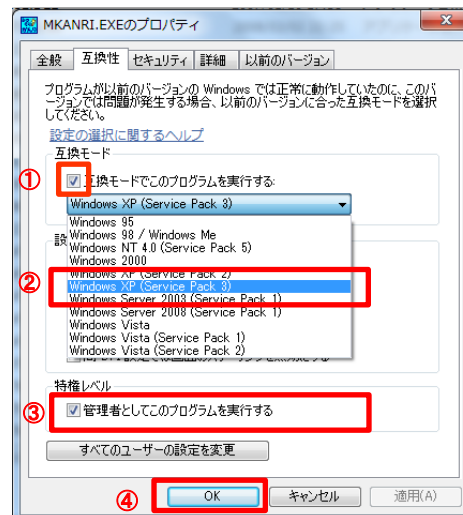 MKANRI.EXEのプロパティ
全般 互換性 セキュリティ 詳細 以前のバージョン
プログラムが以前のバージョンの Windows では正常に動作していたのに、このバ
ージョンでは問題が発生する場合、以前のバージョンに合った互換モードを選択
してください。
設定の選択に関するヘルプ
互換モード
① 互換モードでこのプログラムを実行する:
Windows XP (Service Pack 3)
Windows 95
設 Windows 98 / Windows Me
Windows NT 4.0 (Service Pack 5)
Windows 2000
Windows XP (Service Pack 2)
② Windows XP (Service Pack 3)
Windows Server 2003 (Service Pack 1)
Windows Server 2008 (Service Pack 1)
Windows Vista
Windows Vista (Service Pack 1)
Windows Vista (Service Pack 2)
特権レベル
③ 管理者としてこのプログラムを実行する
すべてのユーザーの設定を変更
④ OK キャンセル 適用(A)